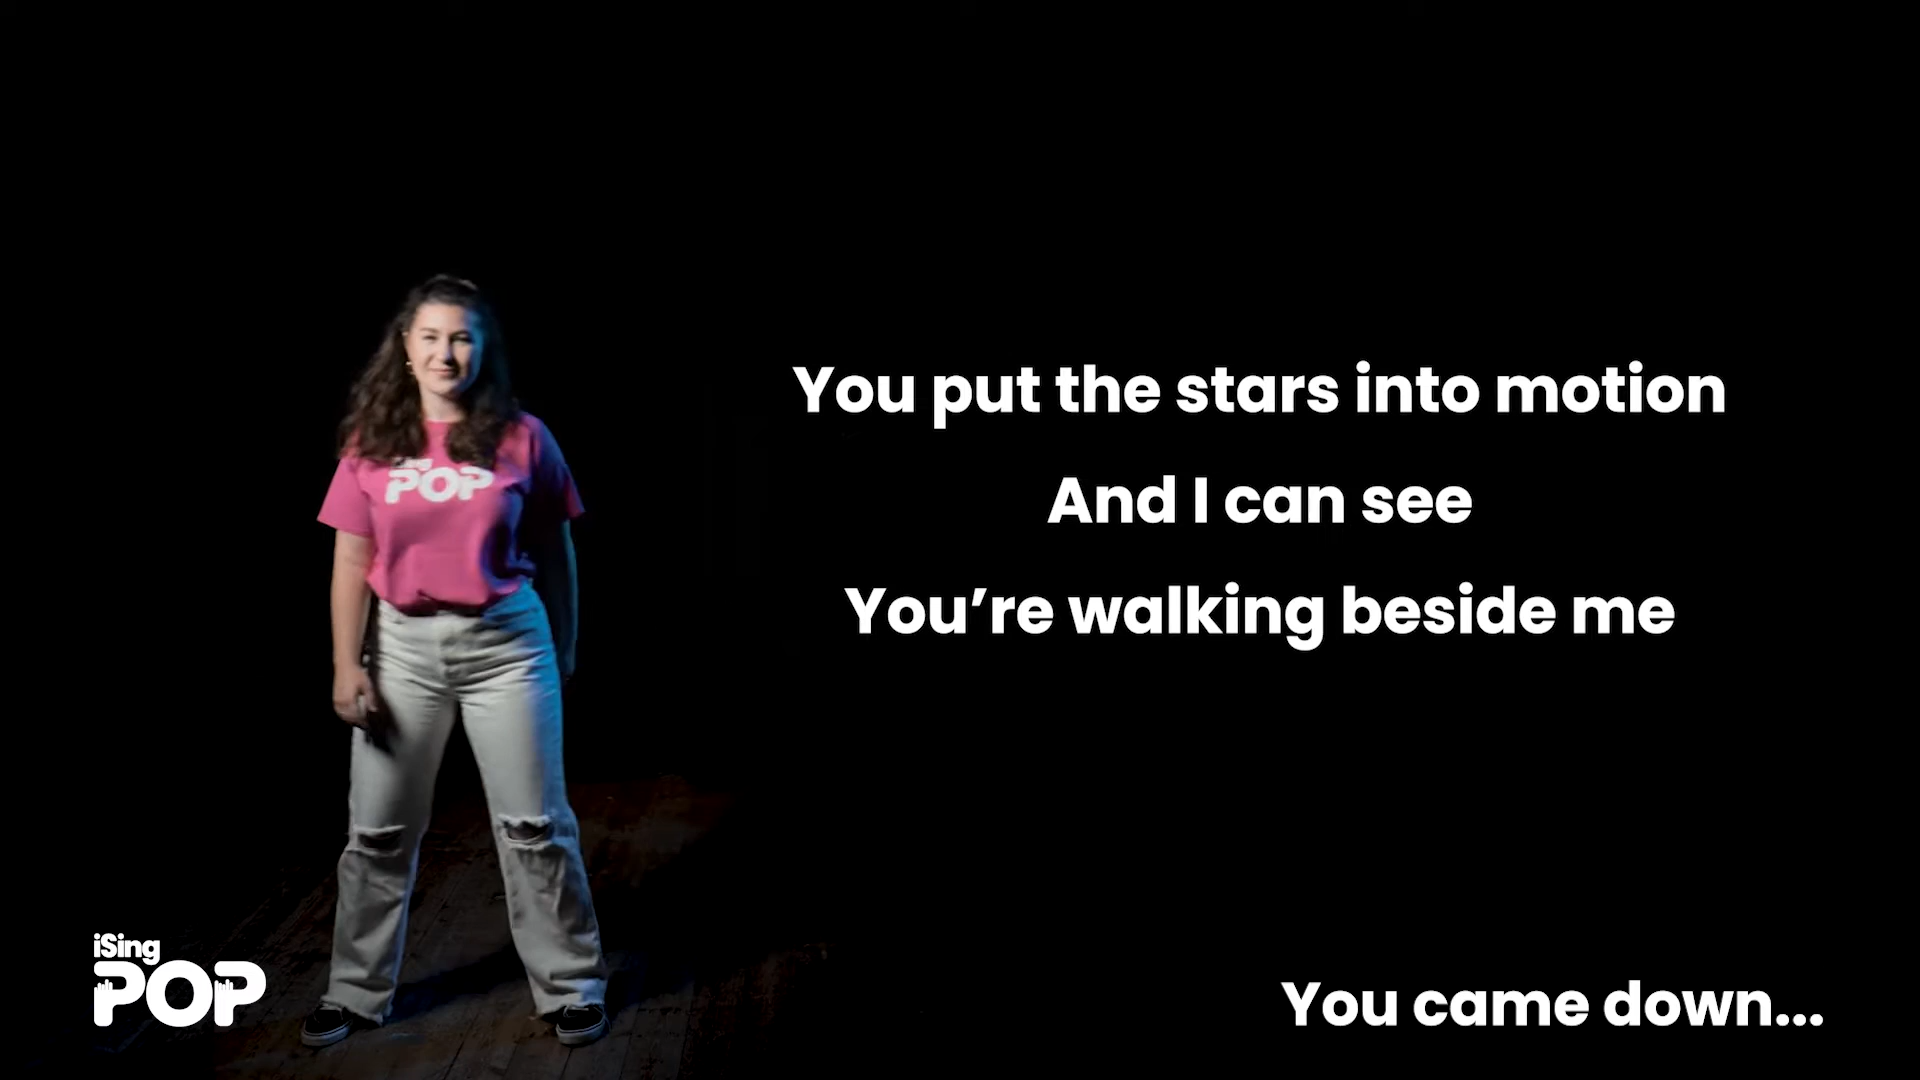 You put the stars into motion
And I can see
You’re walking beside me
POP
iSing
POP
You came down...